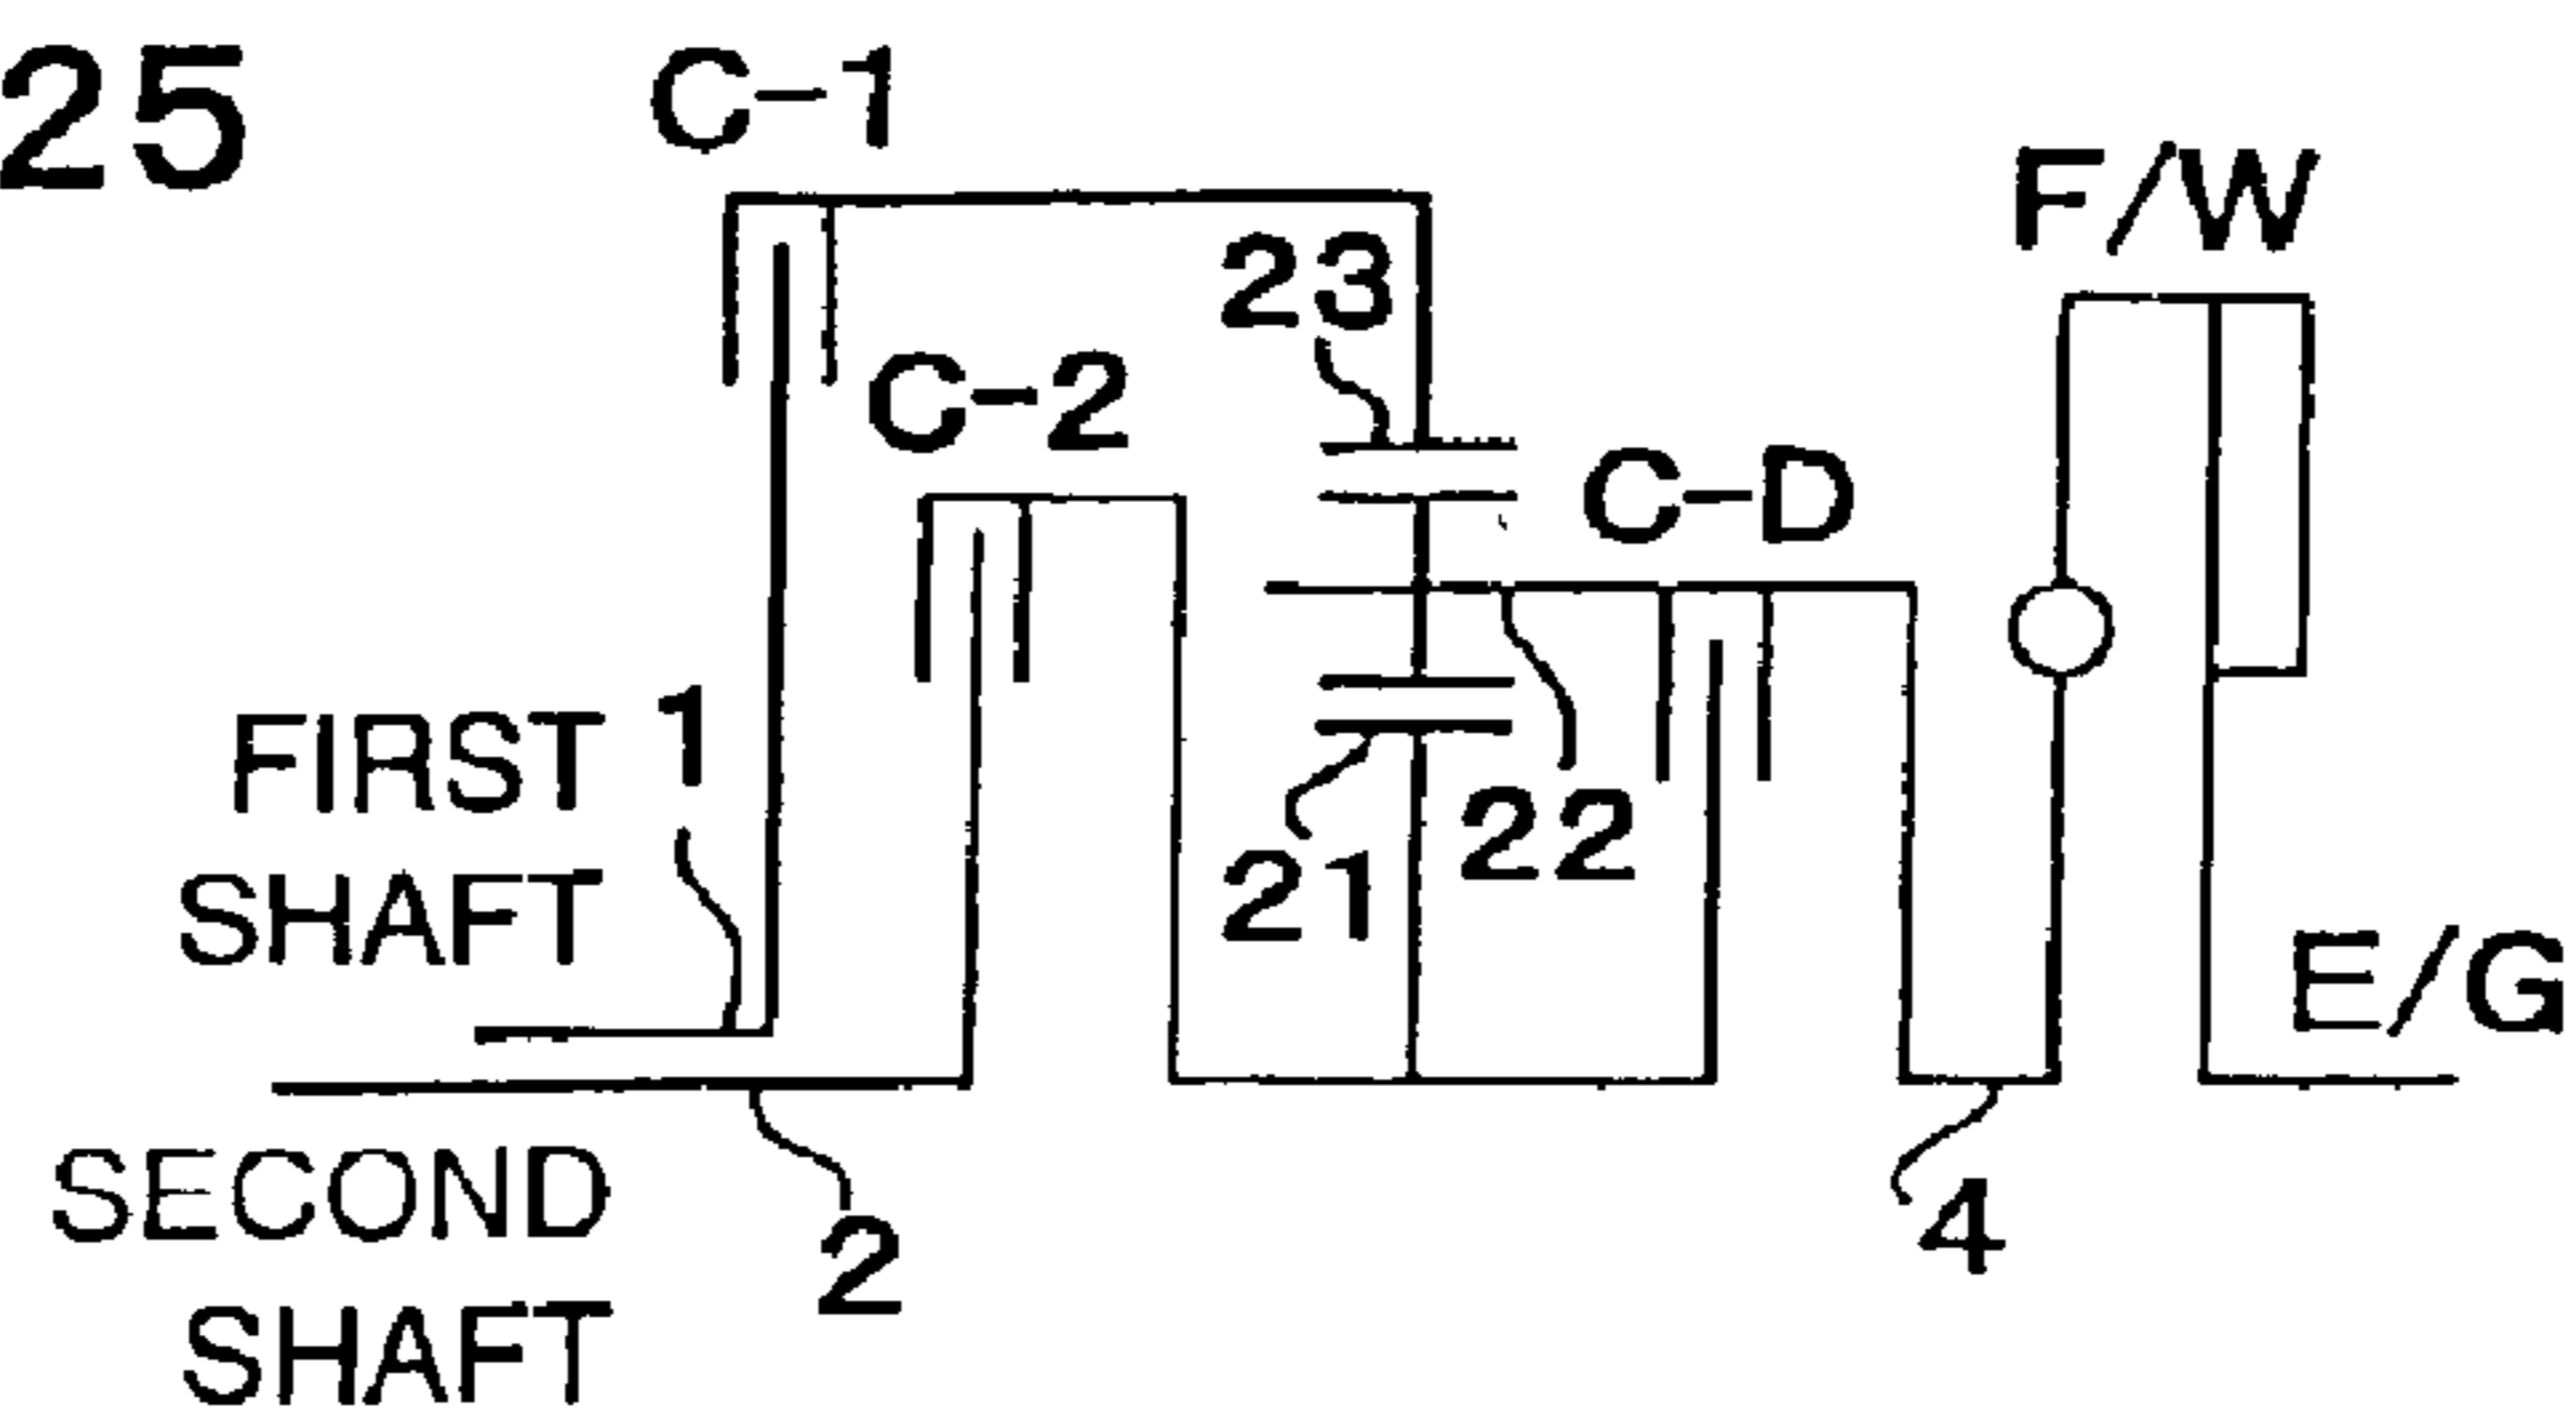 25
C-1
F/W
23
C-2
C-D
FIRST
SHAFT
1
22
21
E/G
SECOND
SHAFT
2
4